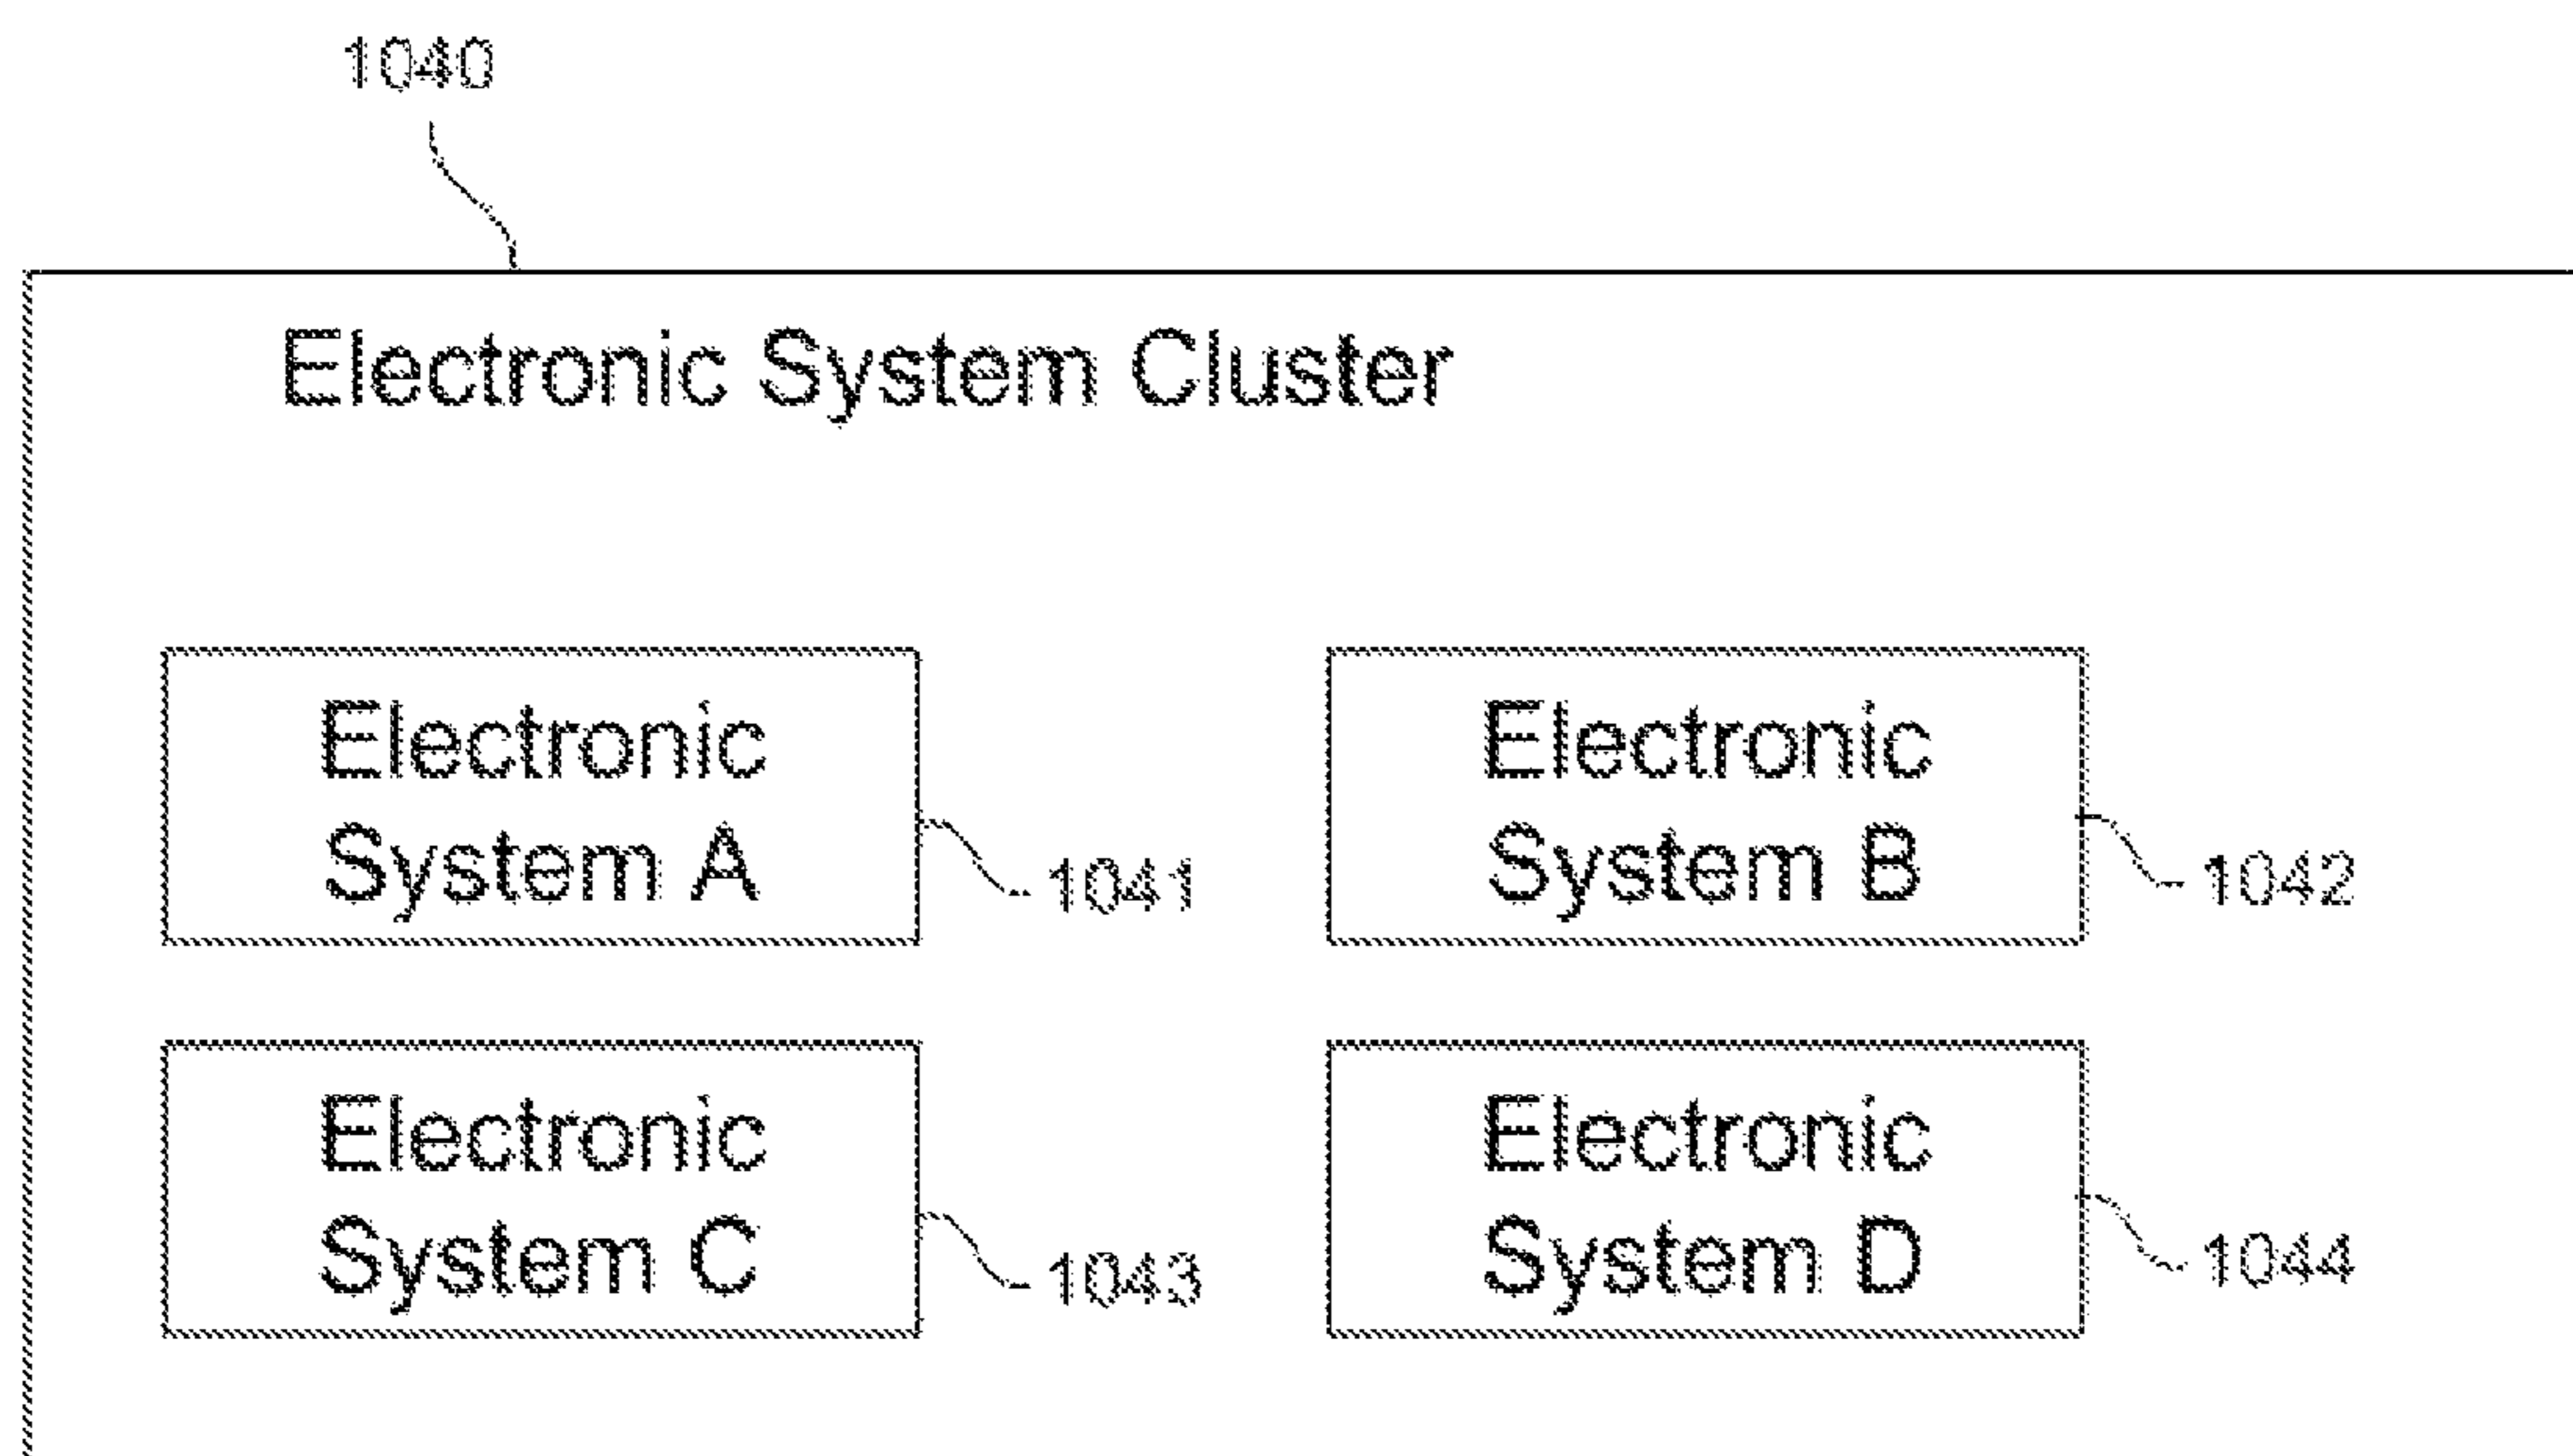 1040
Electronic System Cluster
Electronic
System A
1041
Electronic
System B
1042
Electronic
System C
1043
Electronic
System D
1044